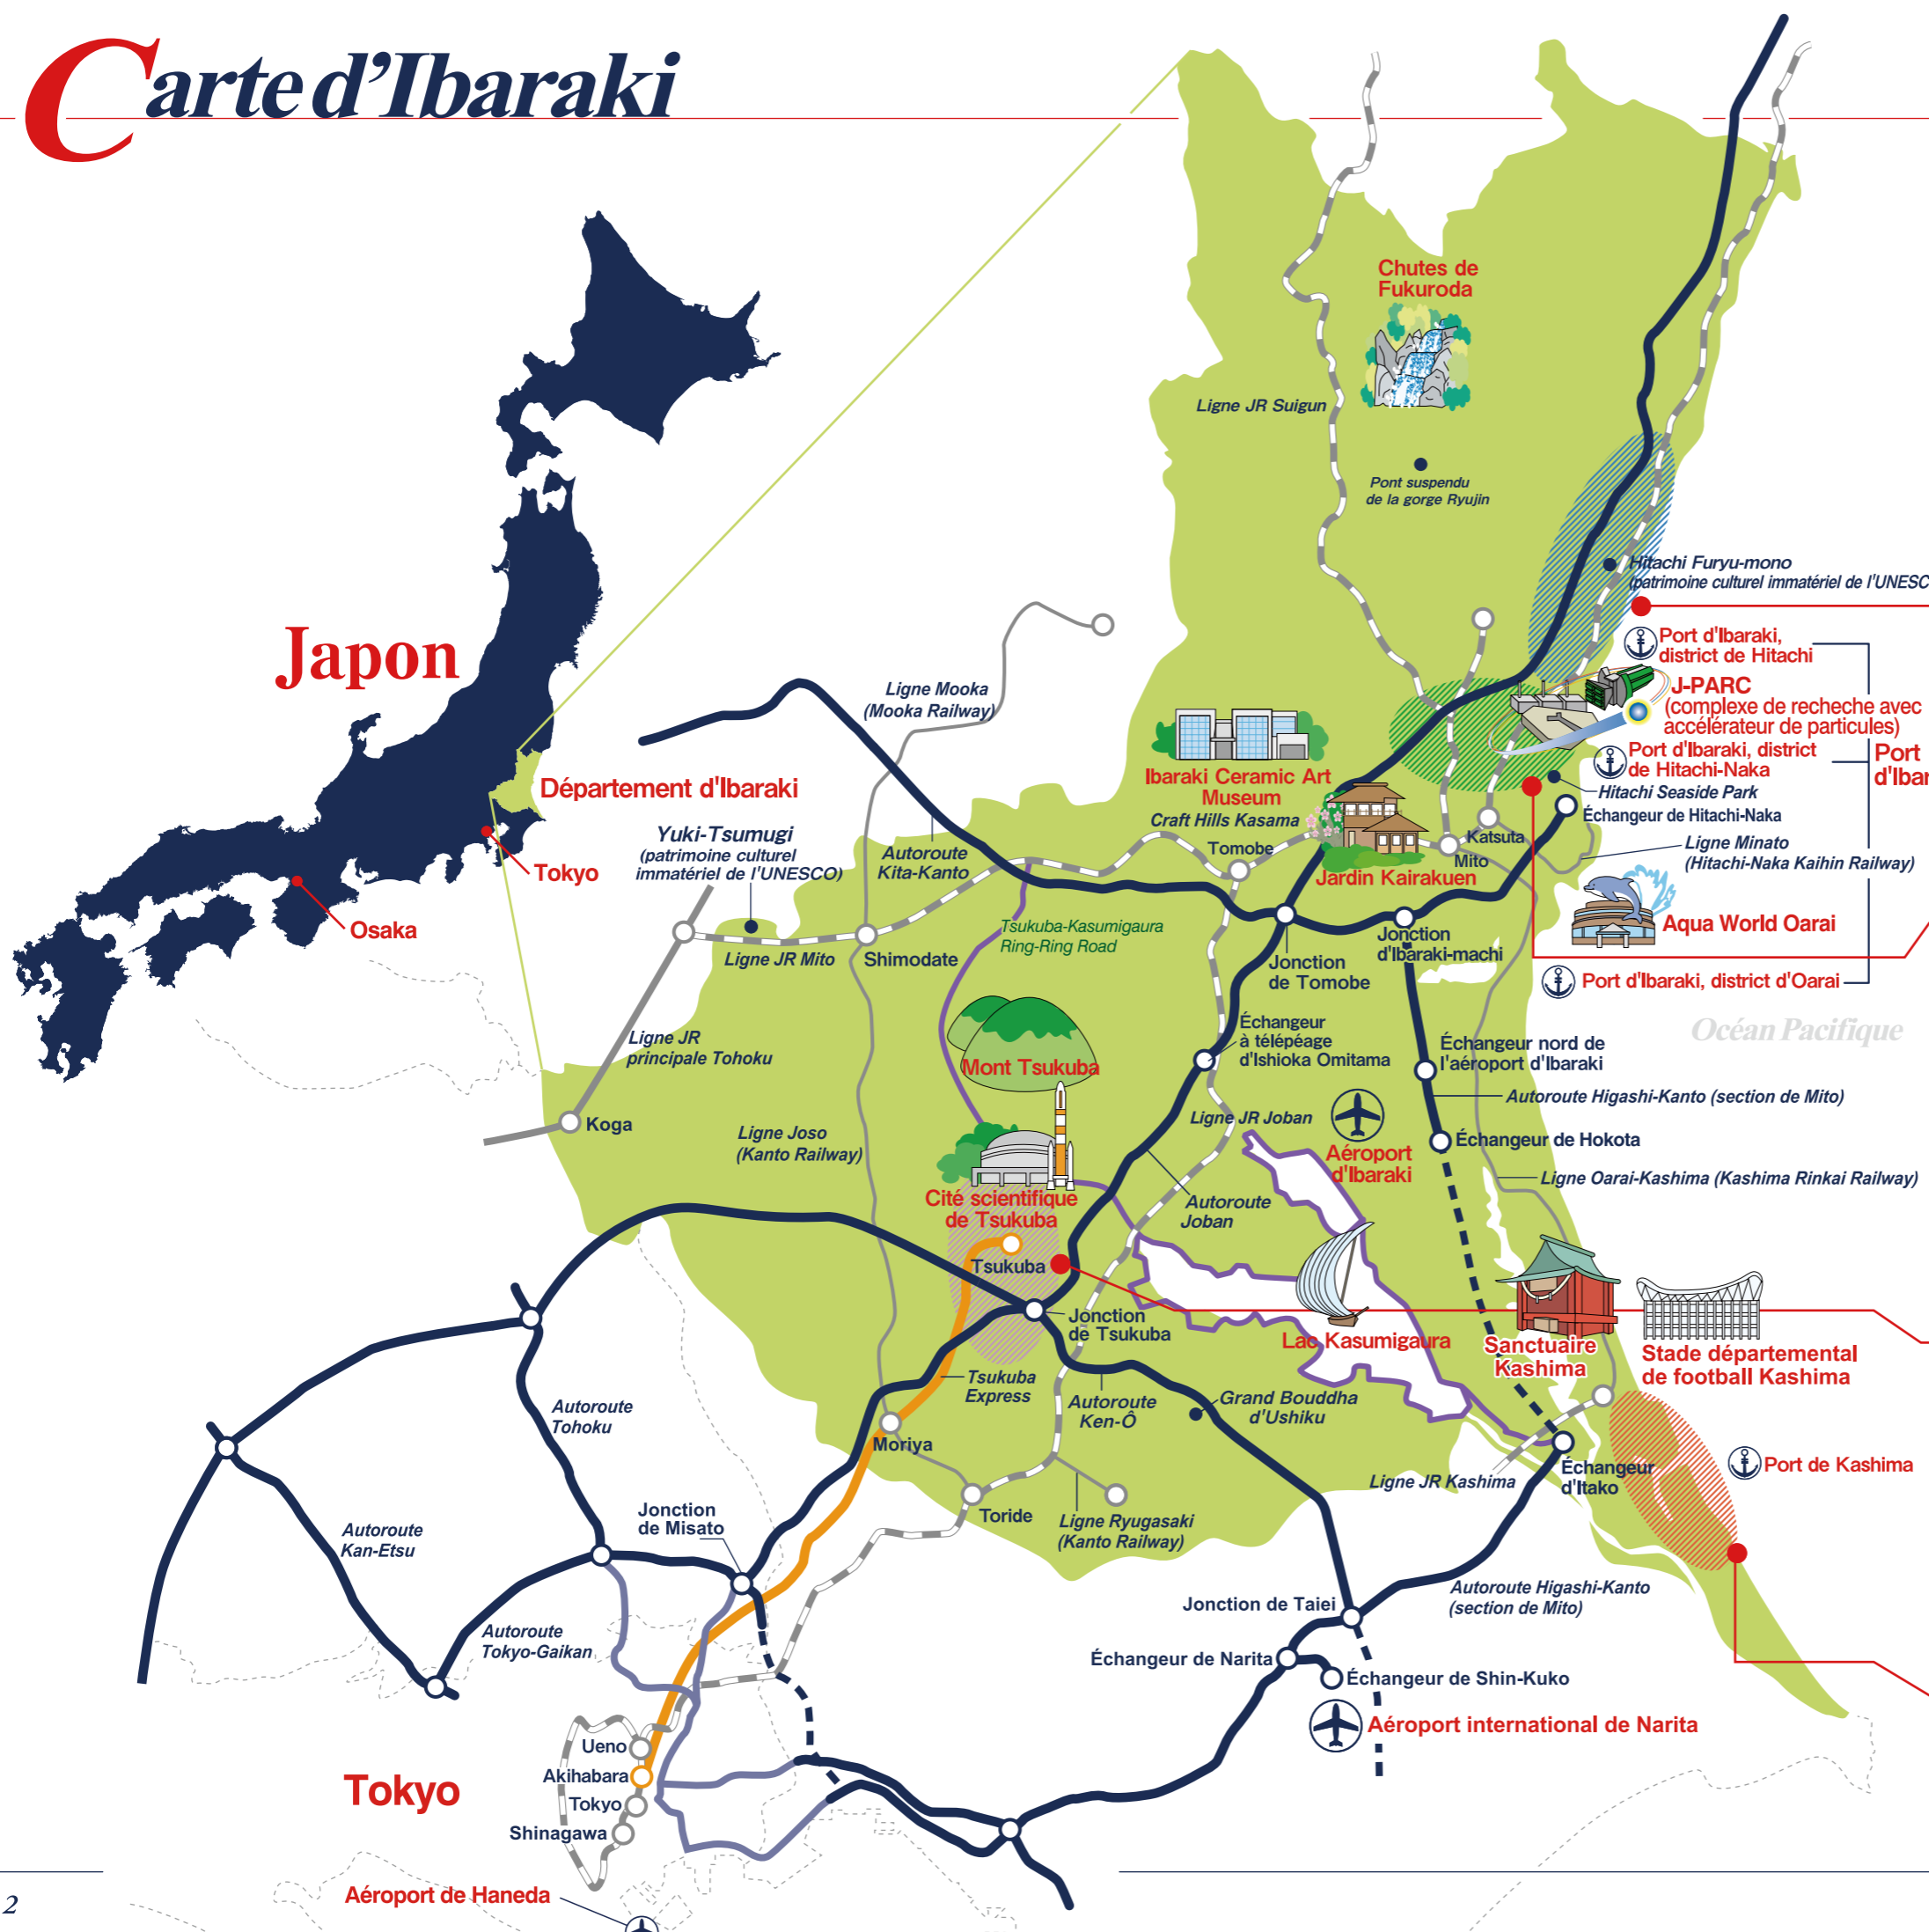 Carte d'Ibaraki
Japon
Département d'Ibaraki
Tokyo
Osaka
Chutes de
Fukuroda
Ligne JR Suigun
Pont suspendu
de la gorge Ryujin
Hitachi Furyu-mono
(patrimoine culturel immatériel de l'UNESC
Port d'Ibaraki,
district de Hitachi
J-PARC
(complexe de recheche avec
accélérateur de particules)
Port d'Ibaraki, district
de Hitachi-Naka
Port
d'Ibar
Hitachi Seaside Park
Échangeur de Hitachi-Naka
Ligne Minato
(Hitachi-Naka Kaihin Railway)
Aqua World Oarai
Port d'Ibaraki, district d'Oarai
Océan Pacifique
Ligne Mooka
(Mooka Railway)
Ibaraki Ceramic Art
Museum
Craft Hills Kasama
Tomobe
Katsuta
Mito
Jardin Kairakuen
Yuki-Tsumugi
(patrimoine culturel
immatériel de l'UNESCO)
Autoroute
Kita-Kanto
Tsukuba-Kasumigaura
Ring-Ring Road
Ligne JR Mito
Shimodate
Jonction
de Tomobe
Jonction
d'Ibaraki-machi
Ligne JR
principale Tohoku
Mont Tsukuba
Échangeur
à télépéage
d'Ishioka Omitama
Échangeur nord de
l'aéroport d'Ibaraki
Autoroute Higashi-Kanto (section de Mito)
Koga
Ligne Joso
(Kanto Railway)
Ligne JR Joban
Aéroport
d'Ibaraki
Échangeur de Hokota
Ligne Oarai-Kashima (Kashima Rinkai Railway)
Cité scientifique
de Tsukuba
Autoroute
Joban
Tsukuba
Jonction
de Tsukuba
Lac Kasumigaura
Sanctuaire
Kashima
Stade départemental
de football Kashima
Tsukuba
Express
Autoroute
Ken-Ô
Grand Bouddha
d'Ushiku
Autoroute
Tohoku
Moriya
Ligne JR Kashima
Échangeur
d'Itako
Port de Kashima
Jonction
de Misato
Toride
Ligne Ryugasaki
(Kanto Railway)
Autoroute
Kan-Etsu
Autoroute
Tokyo-Gaikan
Jonction de Taiei
Autoroute Higashi-Kanto
(section de Mito)
Échangeur de Narita
Échangeur de Shin-Kuko
Aéroport international de Narita
Ueno
Akihabara
Tokyo
Tokyo
Shinagawa
Aéroport de Haneda
2